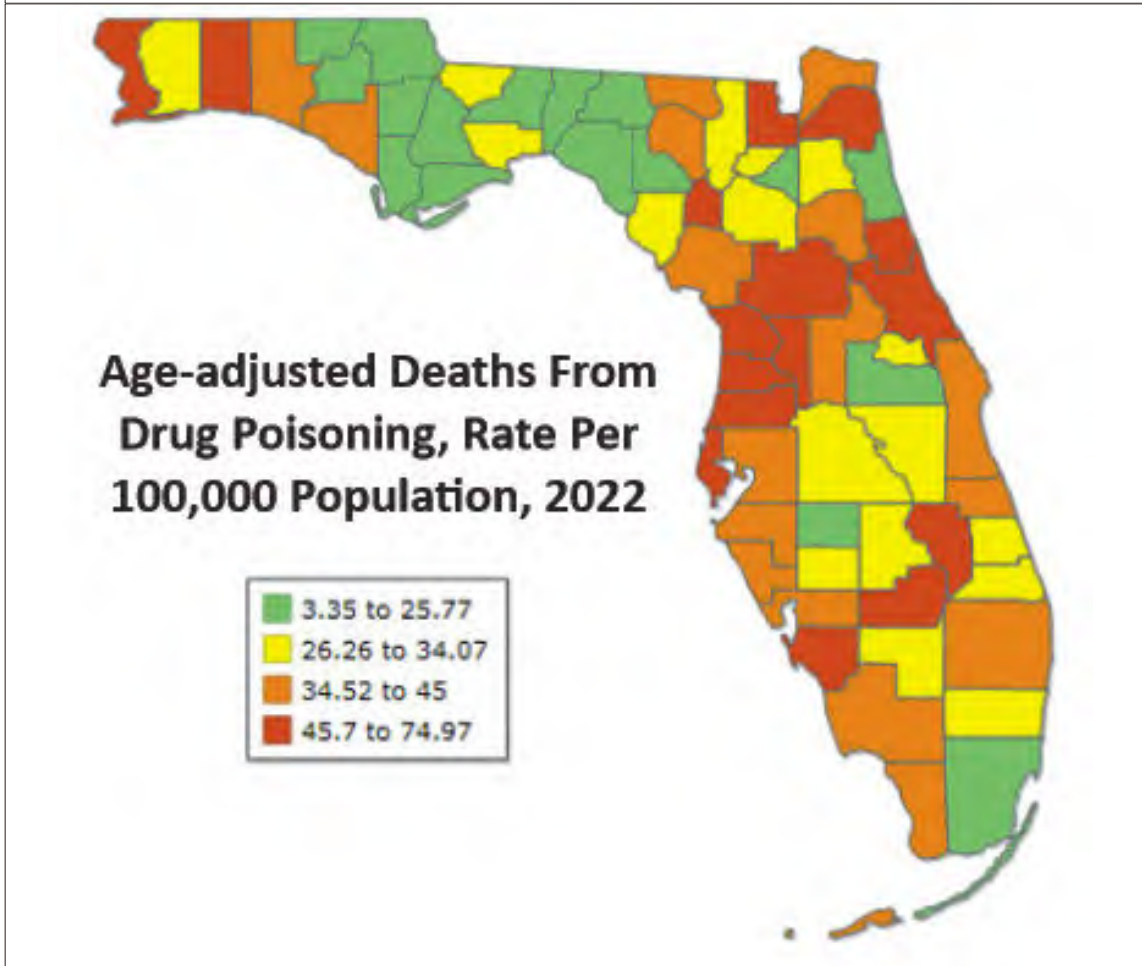 Age-adjusted Deaths From
Drug Poisoning, Rate Per
100,000 Population, 2022
3.35 to 25.77
26.26 to 34.07
34.52 to 45
45.7 to 74.97